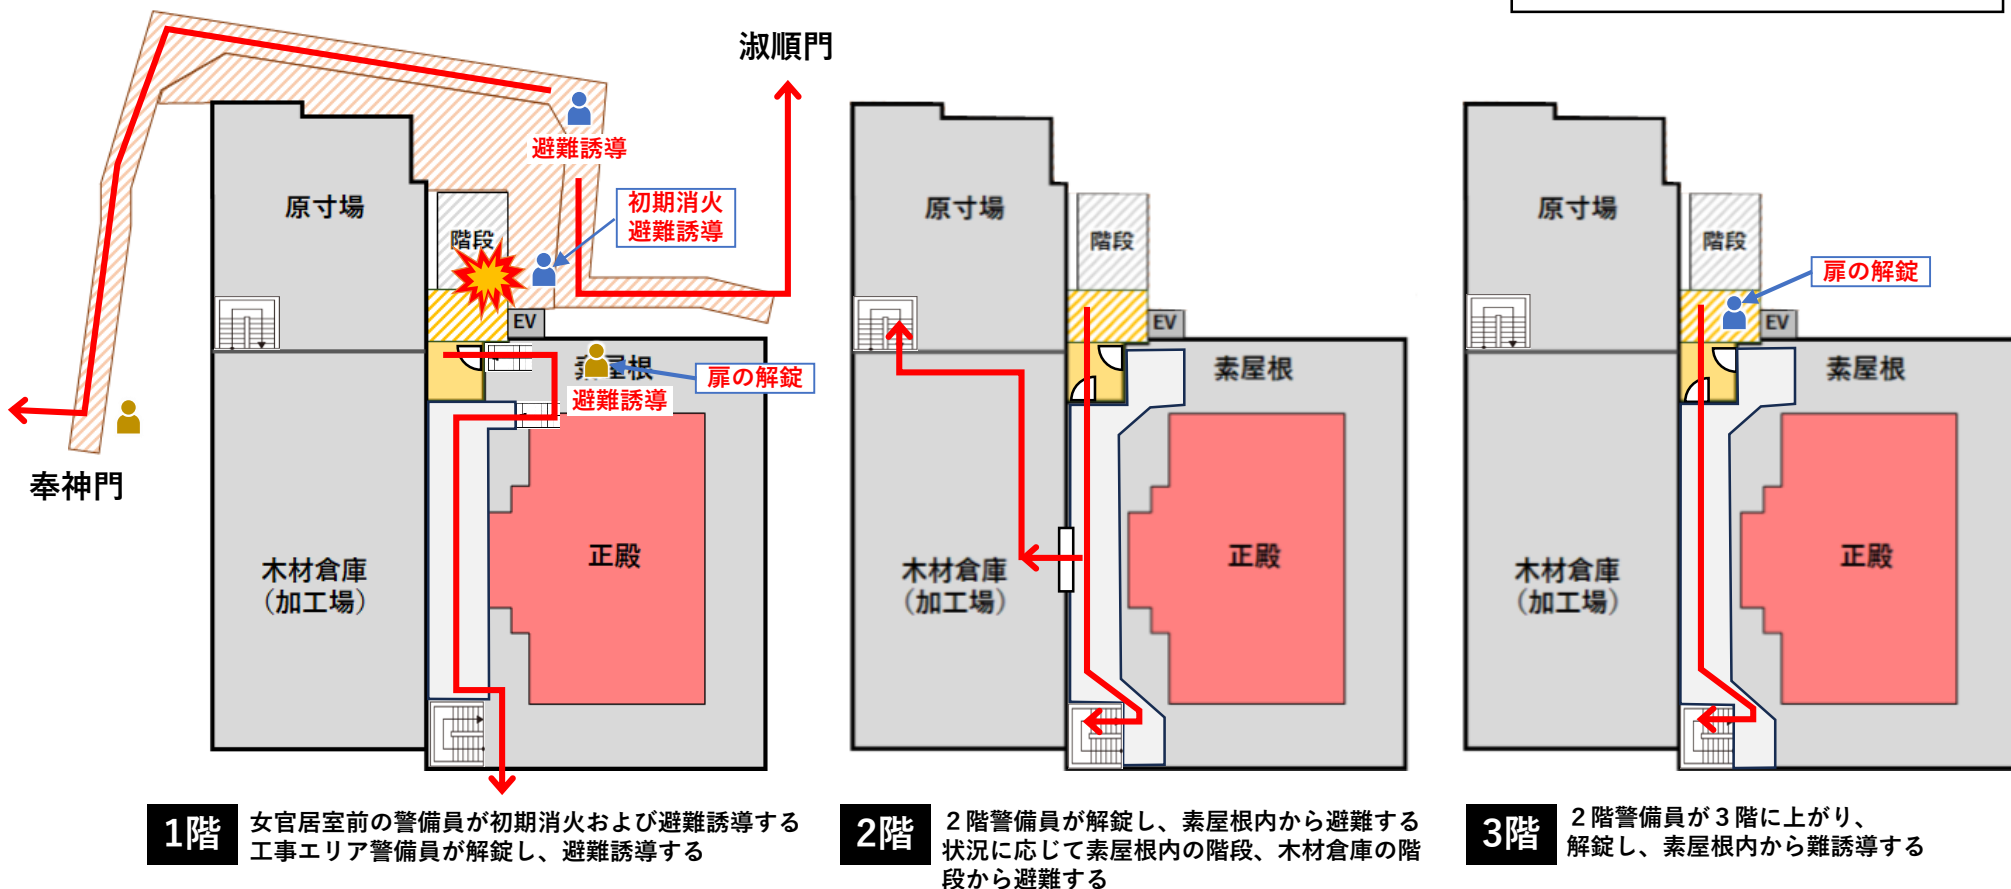 淑順門
避難誘導
初期消火
避難誘導
原寸場
階段
EV
素屋根
扉の解錠
避難誘導
奉神門
木材倉庫
（加工場）
正殿
原寸場
階段
EV
素屋根
木材倉庫
（加工場）
正殿
原寸場
階段
扉の解錠
EV
素屋根
木材倉庫
（加工場）
正殿
1階
女官居室前の警備員が初期消火および避難誘導する
工事エリア警備員が解錠し、避難誘導する
2階
２階警備員が解錠し、素屋根内から避難する
状況に応じて素屋根内の階段、木材倉庫の階
段から避難する
3階
２階警備員が３階に上がり、
解錠し、素屋根内から難誘導する